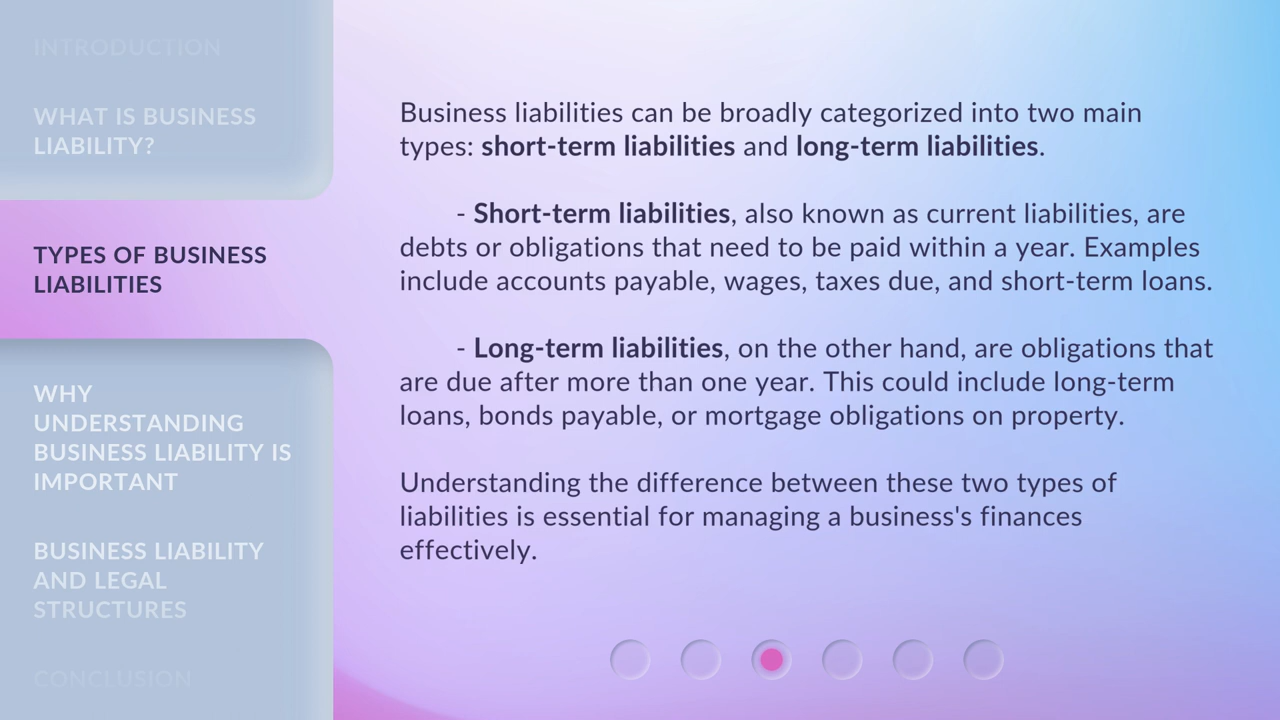 INTRODUCTION
WHAT IS BUSINESS
LIABILITY?
TYPES OF BUSINESS
LIABILITIES
WHY
UNDERSTANDING
BUSINESS LIABILITY IS
IMPORTANT
BUSINESS LIABILITY
AND LEGAL
STRUCTURES
CONCLUSION
Business liabilities can be broadly categorized into two main
types: short-term liabilities and long-term liabilities.
- Short-term liabilities, also known as current liabilities, are
debts or obligations that need to be paid within a year. Examples
include accounts payable, wages, taxes due, and short-term loans.
- Long-term liabilities, on the other hand, are obligations that
are due after more than one year. This could include long-term
loans, bonds payable, or mortgage obligations on property.
Understanding the difference between these two types of
liabilities is essential for managing a business's finances
effectively.